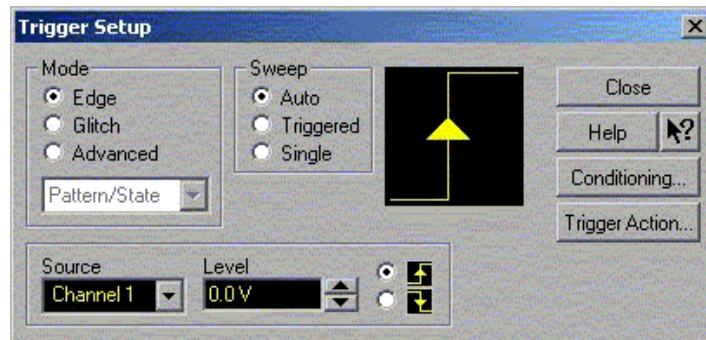 Trigger Setup
Mode
Edge
Glitch
Advanced
Pattern/State
Sweep
Auto
Triggered
Single
Close
Help
?
Conditioning...
Trigger Action...
Source
Channel 1
Level
0.0 V